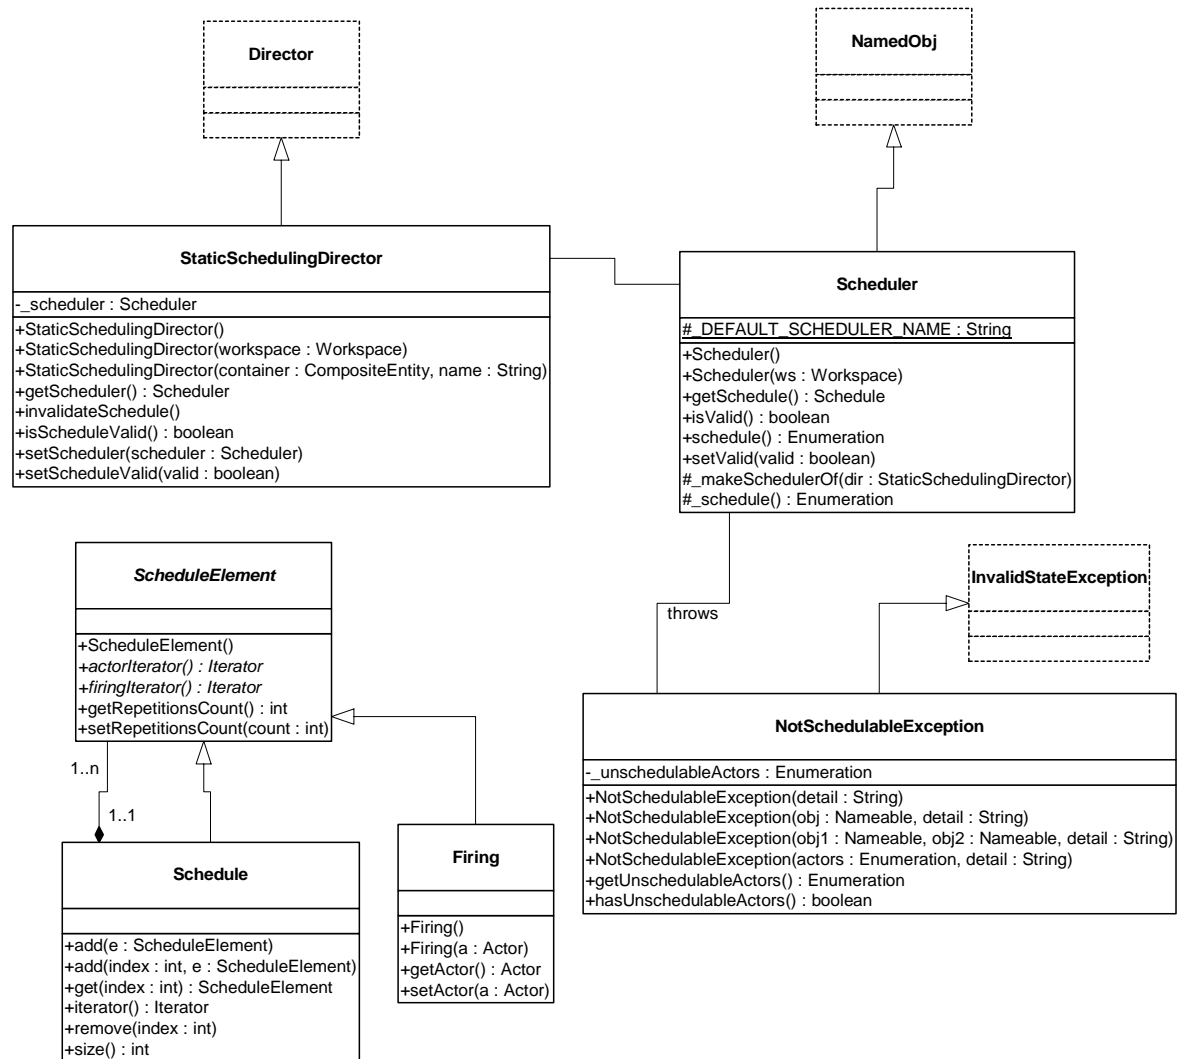 Director
NamedObj
StaticSchedulingDirector
-_scheduler : Scheduler
+StaticSchedulingDirector()
+StaticSchedulingDirector(workspace : Workspace)
+StaticSchedulingDirector(container : CompositeEntity, name : String)
+getScheduler() : Scheduler
+invalidateSchedule()
+isScheduleValid() : boolean
+setScheduler(scheduler : Scheduler)
+setScheduleValid(valid : boolean)
Scheduler
#_DEFAULT_SCHEDULER_NAME : String
+Scheduler()
+Scheduler(ws : Workspace)
+getSchedule() : Schedule
+isValid() : boolean
+schedule() : Enumeration
+setValid(valid : boolean)
#_makeSchedulerOf(dir : StaticSchedulingDirector)
#_schedule() : Enumeration
ScheduleElement
+ScheduleElement()
+actorIterator() : Iterator
+firingIterator() : Iterator
+getRepetitionsCount() : int
+setRepetitionsCount(count : int)
InvalidStateException
throws
1..n
1..1
NotSchedulableException
-_unschedulableActors : Enumeration
+NotSchedulableException(detail : String)
+NotSchedulableException(obj : Nameable, detail : String)
+NotSchedulableException(obj1 : Nameable, obj2 : Nameable, detail : String)
+NotSchedulableException(actors : Enumeration, detail : String)
+getUnschedulableActors() : Enumeration
+hasUnschedulableActors() : boolean
Schedule
+add(e : ScheduleElement)
+add(index : int, e : ScheduleElement)
+get(index : int) : ScheduleElement
+iterator() : Iterator
+remove(index : int)
+size() : int
Firing
+Firing()
+Firing(a : Actor)
+getActor() : Actor
+setActor(a : Actor)